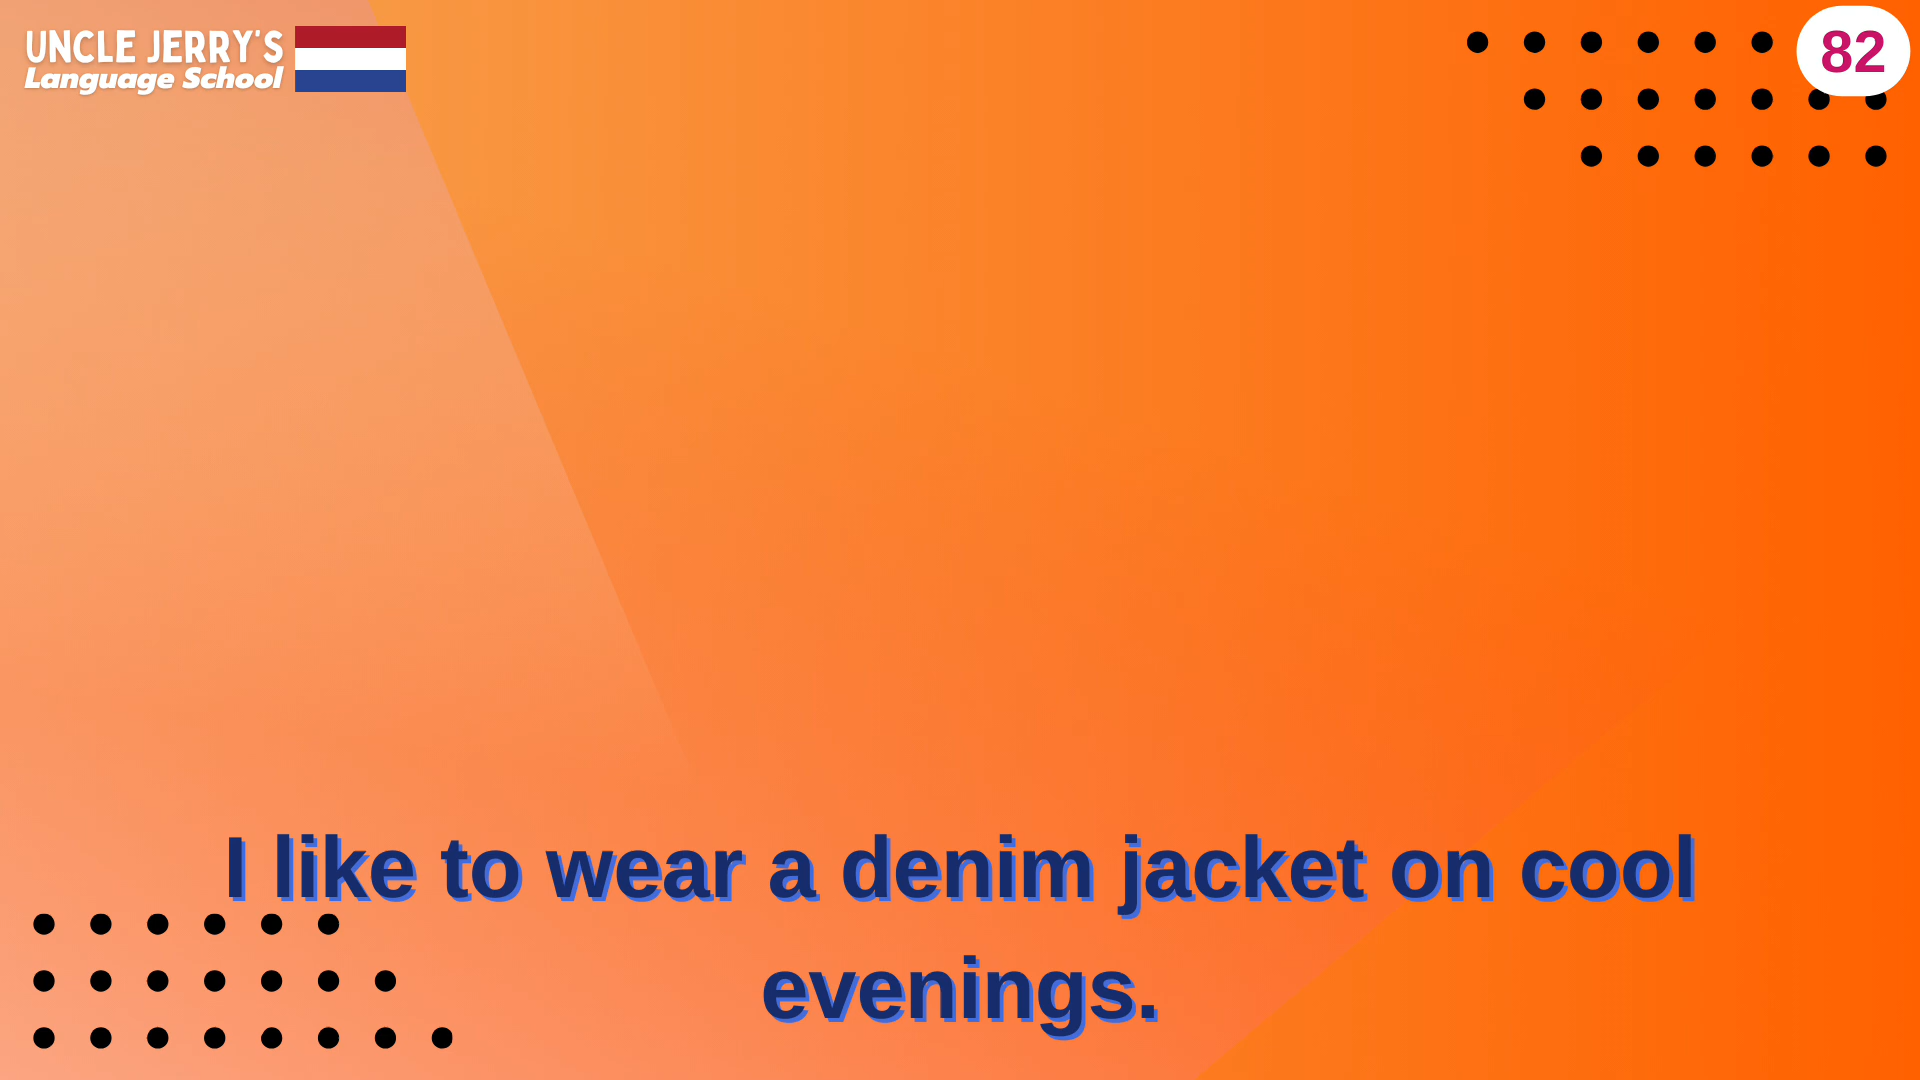 UNCLE JERRY'S
Language School
82
I like to wear a denim jacket on cool
evenings.